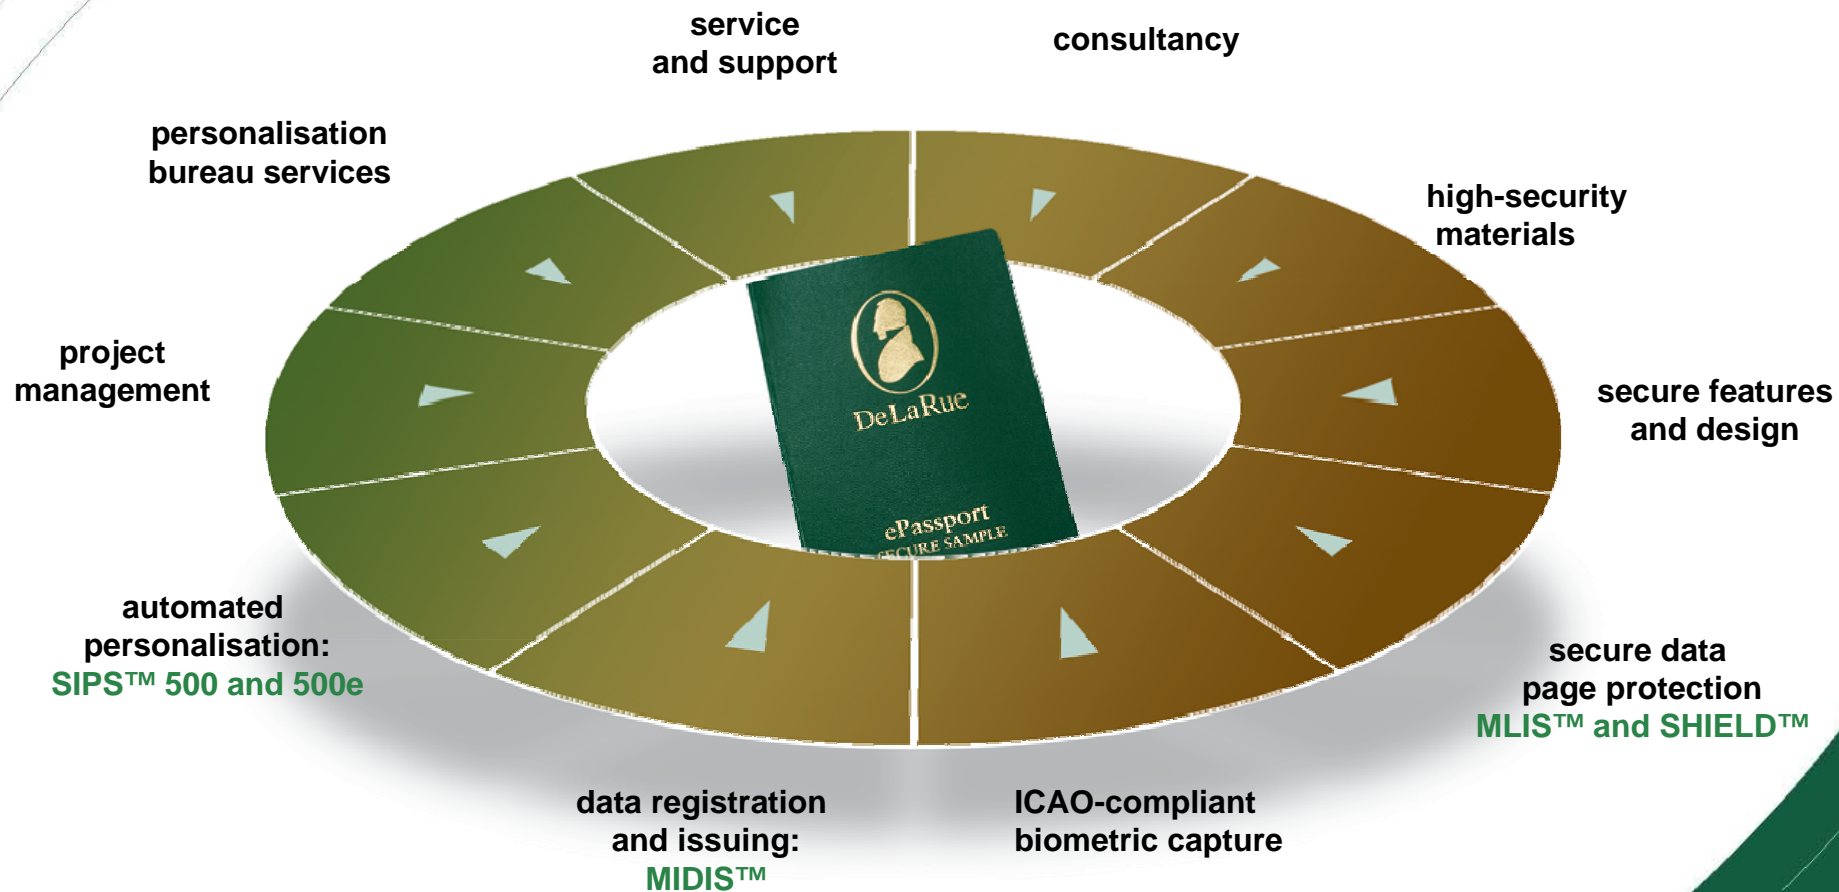 service
and support
consultancy
personalisation
bureau services
high-security
materials
project
management
secure features
and design
DeLaRue
ePassport
SECURE SAMPLE
automated
personalisation:
SIPS™ 500 and 500e
secure data
page protection
MLIS™ and SHIELD™
data registration
and issuing:
MIDIS™
ICAO-compliant
biometric capture